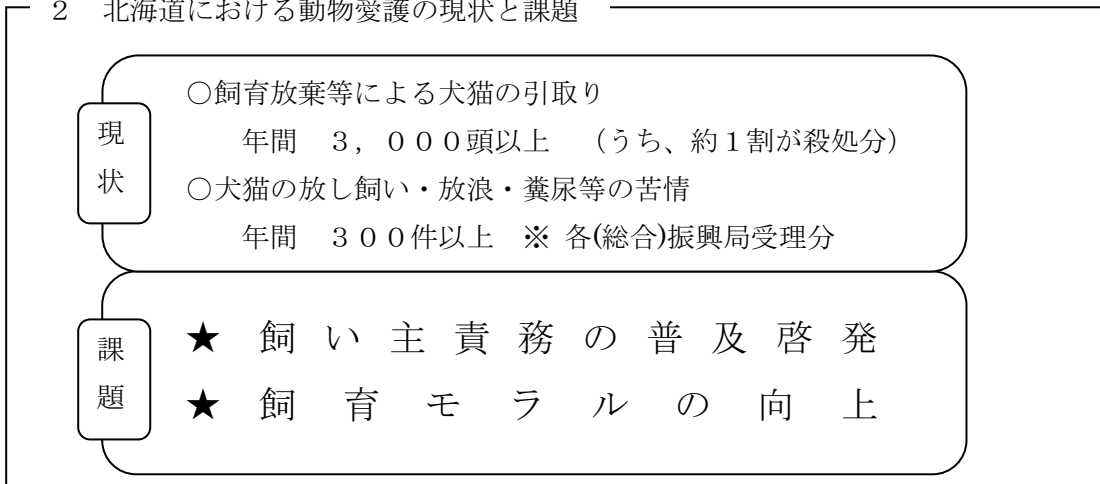 2 北海道における動物愛護の現状と課題
現状
○飼育放棄等による犬猫の引取り
年間 ３，０００頭以上 （うち、約１割が殺処分）
○犬猫の放し飼い・放浪・糞尿等の苦情
年間 ３００件以上 ※ 各(総合)振興局受理分
課題
★ 飼い主責務の普及啓発
★ 飼育モラルの向上